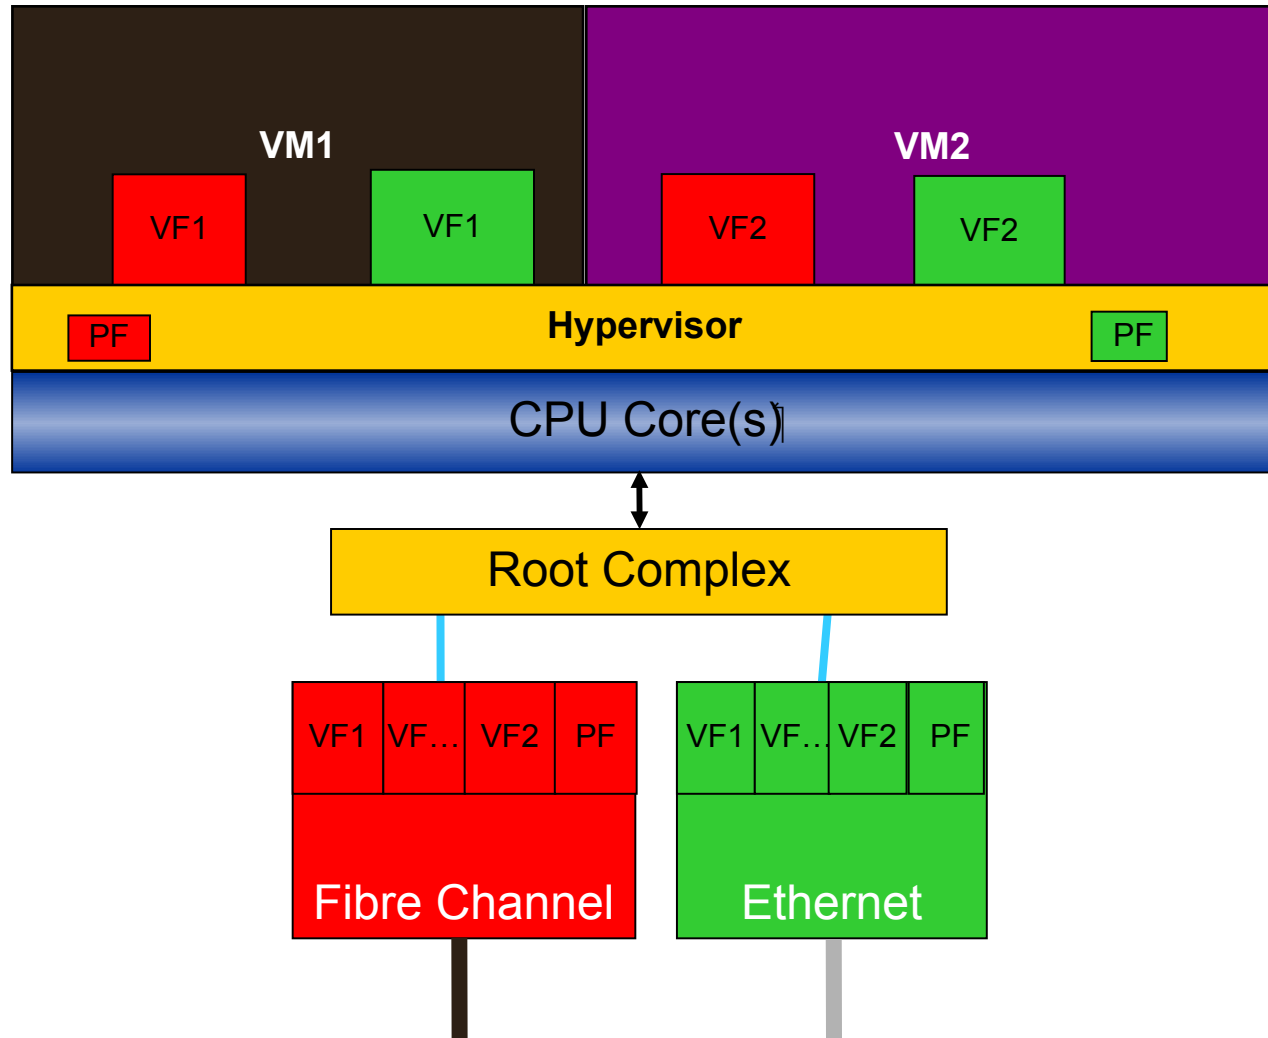 VM1
VM2
VF1
VF1
VF2
VF2
Hypervisor
PF
PF
CPU Core(s)
Root Complex
VF1
VF…
VF2
PF
VF1
VF…
VF2
PF
Fibre Channel
Ethernet